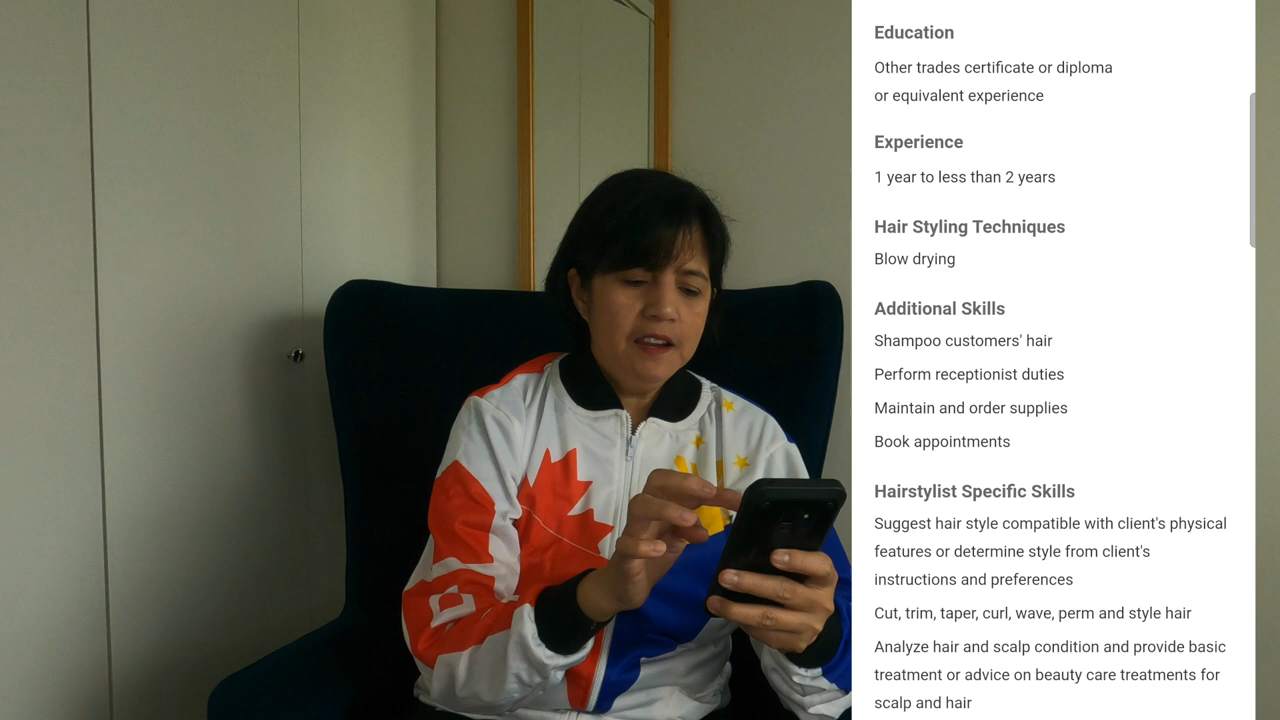 Education
Other trades certificate or diploma
or equivalent experience
Experience
1 year to less than 2 years
Hair Styling Techniques
Blow drying
Additional Skills
Shampoo customers' hair
Perform receptionist duties
Maintain and order supplies
Book appointments
Hairstylist Specific Skills
Suggest hair style compatible with client's physical
features or determine style from client's
instructions and preferences
Cut, trim, taper, curl, wave, perm and style hair
Analyze hair and scalp condition and provide basic
treatment or advice on beauty care treatments for
scalp and hair